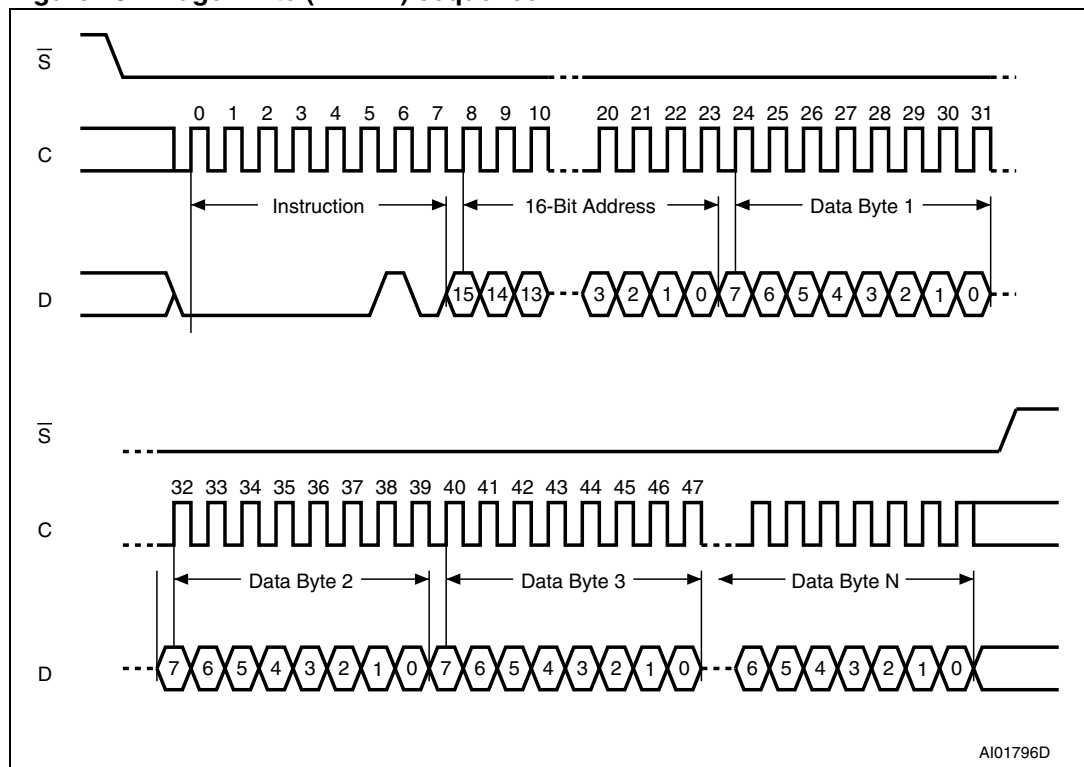 S
0 1 2 3 4 5 6 7 8 9 10 20 21 22 23 24 25 26 27 28 29 30 31
C
Instruction 16-Bit Address Data Byte 1
D 15 14 13 3 2 1 0 7 6 5 4 3 2 1 0
S
32 33 34 35 36 37 38 39 40 41 42 43 44 45 46 47
C
Data Byte 2 Data Byte 3 Data Byte N
D 7 6 5 4 3 2 1 0 7 6 5 4 3 2 1 0 6 5 4 3 2 1 0
AI01796D